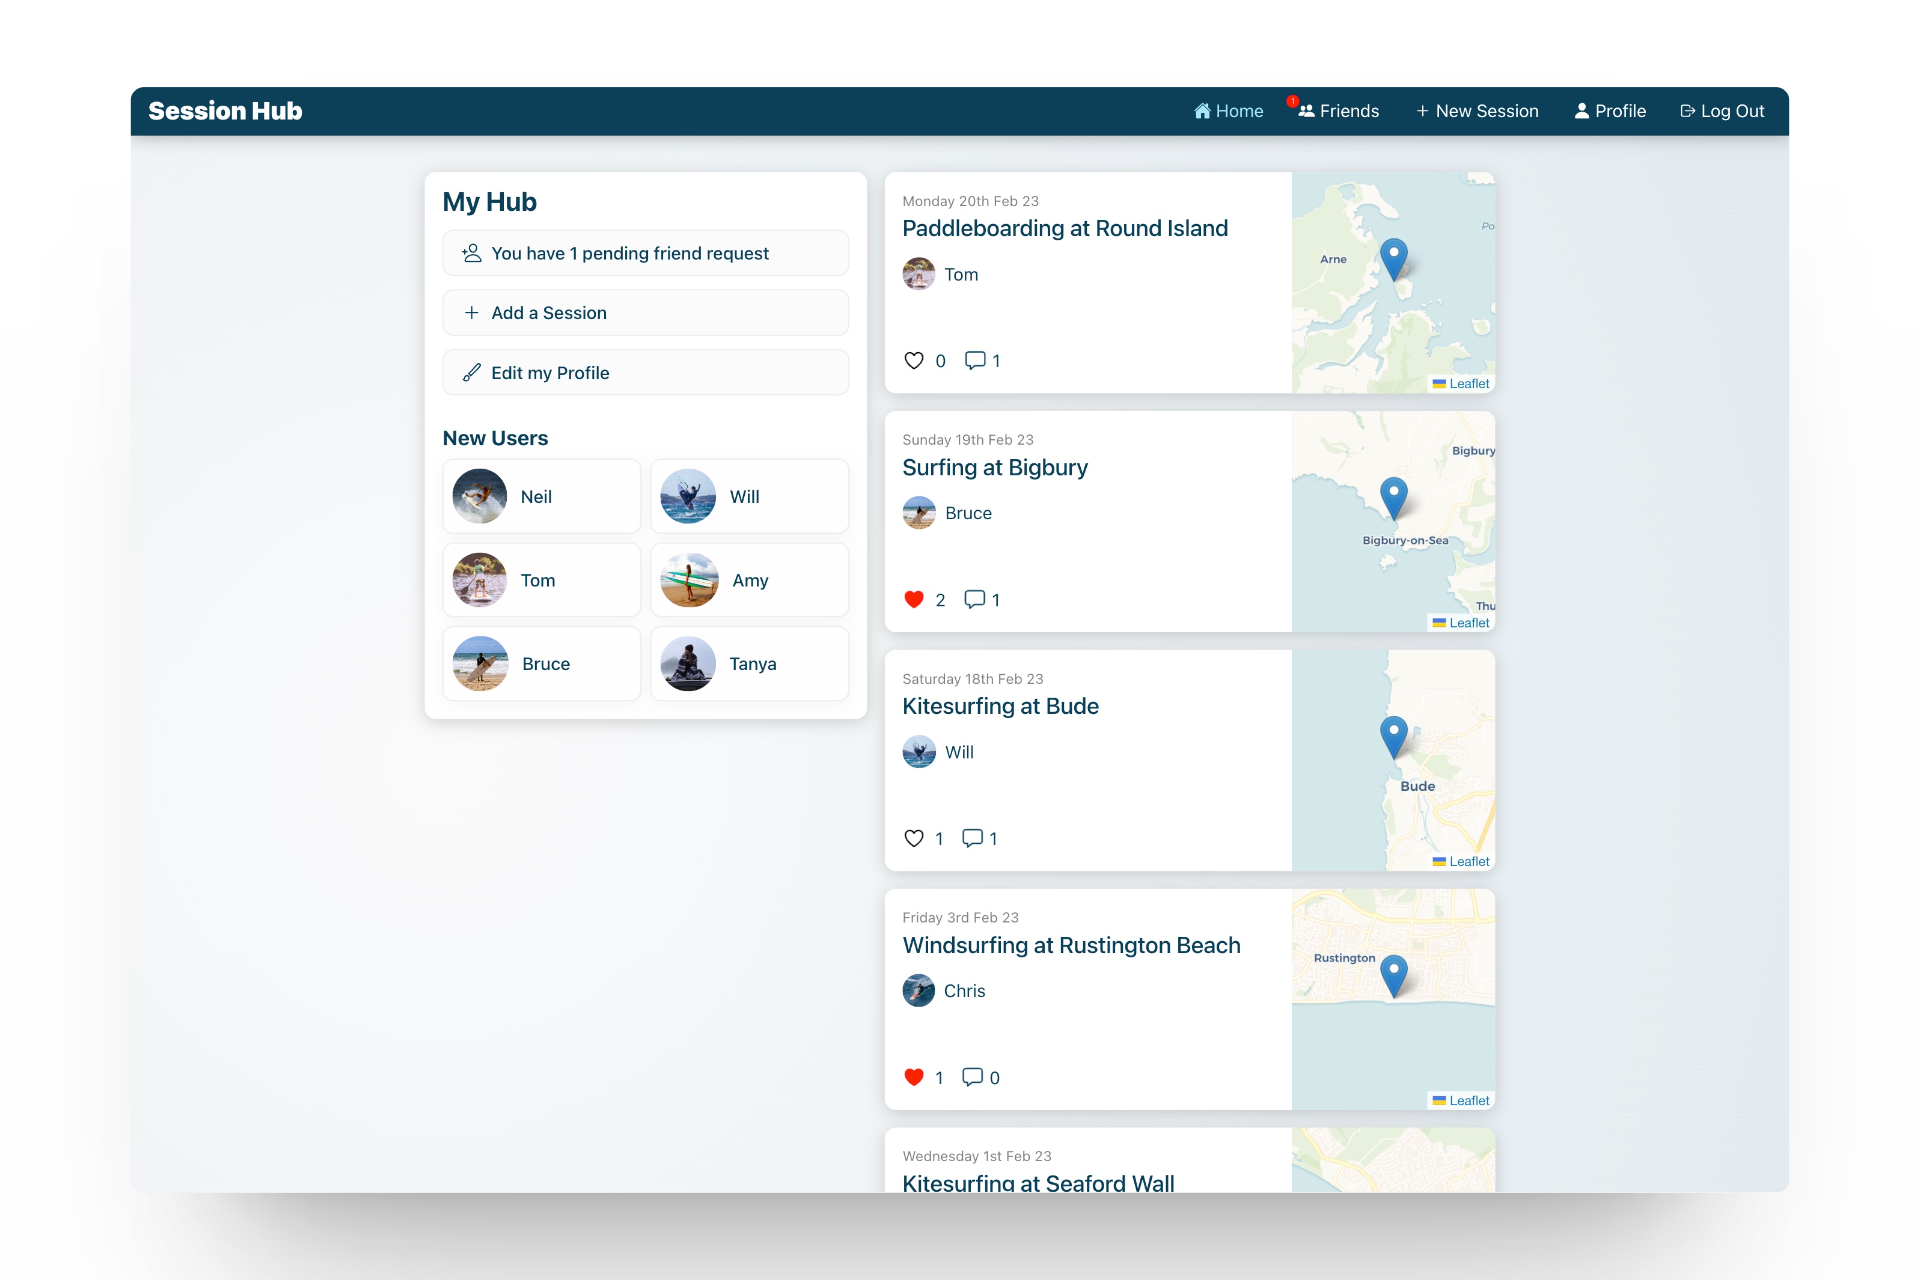 Session Hub
Home
1
Friends
New Session
Profile
Log Out
My Hub
You have 1 pending friend request
Add a Session
Edit my Profile
New Users
Neil
Will
Tom
Amy
Bruce
Tanya
Monday 20th Feb 23
Paddleboarding at Round Island
Tom
0
1
Arne
Po
Leaflet
Sunday 19th Feb 23
Surfing at Bigbury
Bruce
2
1
Bigbury
Bigbury-on-Sea
Thu
Leaflet
Saturday 18th Feb 23
Kitesurfing at Bude
Will
1
1
Bude
Leaflet
Friday 3rd Feb 23
Windsurfing at Rustington Beach
Chris
1
0
Rustington
Leaflet
Wednesday 1st Feb 23
Kitesurfing at Seaford Wall